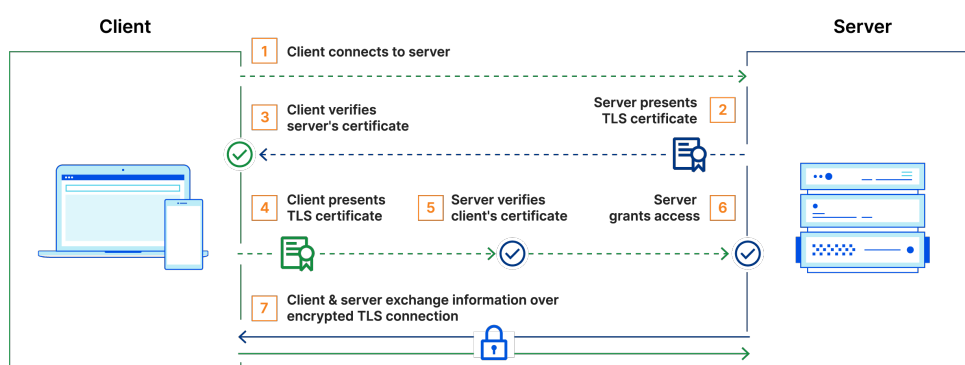 Client
Server
1
Client connects to server
3
Client verifies
server's certificate
Server presents
TLS certificate
2
4
Client presents
TLS certificate
5
Server verifies
client's certificate
Server
grants access
6
7
Client & server exchange information over
encrypted TLS connection